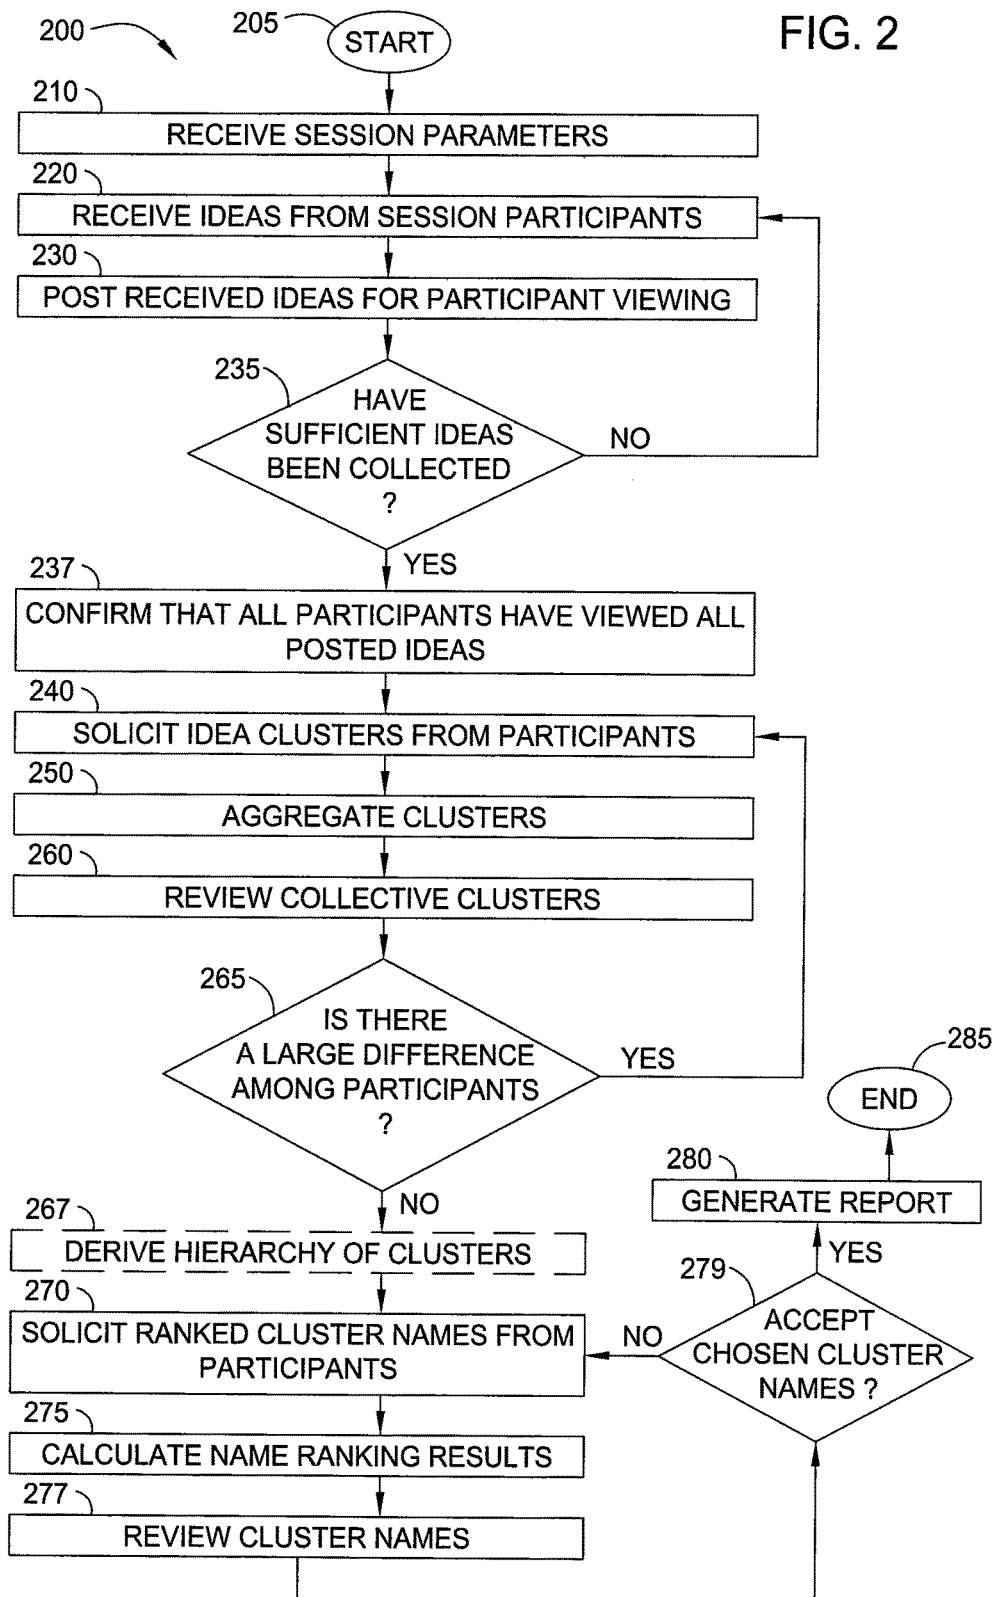 FIG. 2
200
205
START
210
RECEIVE SESSION PARAMETERS
220
RECEIVE IDEAS FROM SESSION PARTICIPANTS
230
POST RECEIVED IDEAS FOR PARTICIPANT VIEWING
235
HAVE
SUFFICIENT IDEAS
BEEN COLLECTED
?
NO
YES
237
CONFIRM THAT ALL PARTICIPANTS HAVE VIEWED ALL
POSTED IDEAS
240
SOLICIT IDEA CLUSTERS FROM PARTICIPANTS
250
AGGREGATE CLUSTERS
260
REVIEW COLLECTIVE CLUSTERS
265
IS THERE
A LARGE DIFFERENCE
AMONG PARTICIPANTS
?
YES
NO
267
DERIVE HIERARCHY OF CLUSTERS
270
SOLICIT RANKED CLUSTER NAMES FROM
PARTICIPANTS
275
CALCULATE NAME RANKING RESULTS
277
REVIEW CLUSTER NAMES
279
ACCEPT
CHOSEN CLUSTER
NAMES ?
NO
YES
280
GENERATE REPORT
285
END